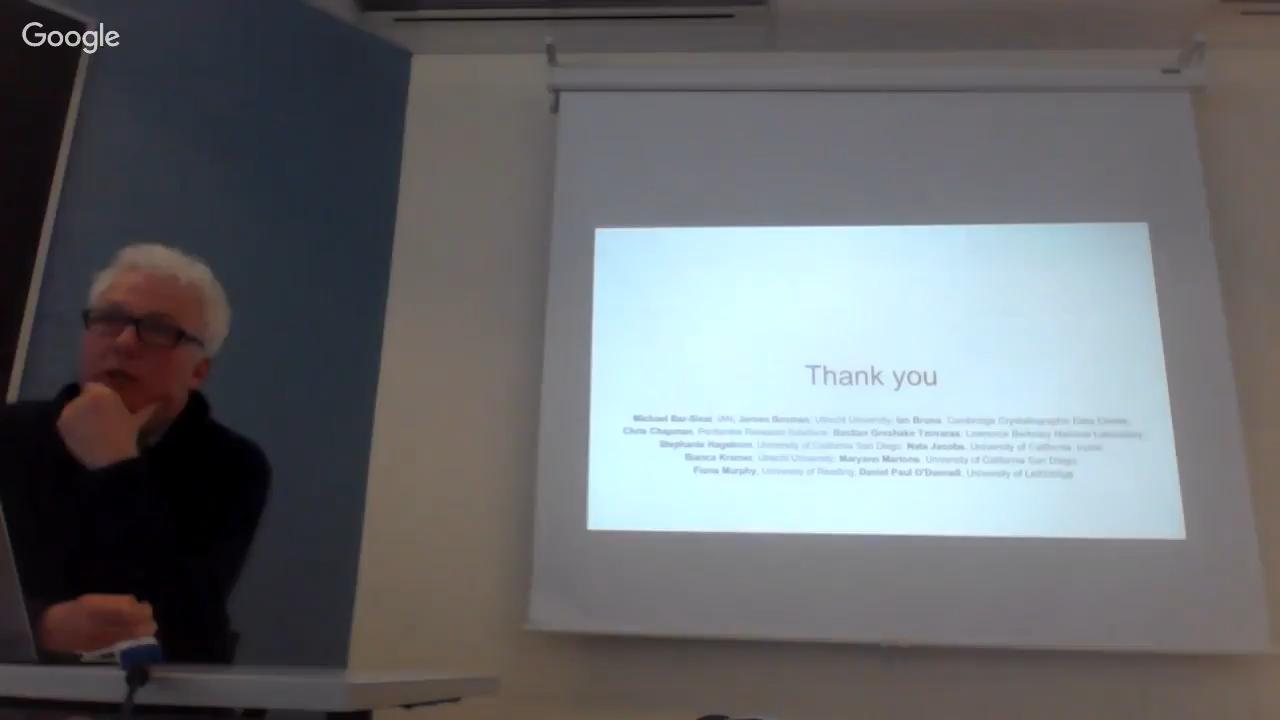 Google
Thank you
Michael Bar-Sinai, IAN; Jeroen Bosman, Utrecht University; Ian Bruno, Cambridge Crystallographic Data Centre;
Chris Chapman, Research Solutions; Bastian Greshake Tzovaras, Lawrence Berkeley National Laboratory;
Stephanie Hagstrom, University of California San Diego; Nate Jacobs, University of California, Irvine;
Bianca Kramer, Utrecht University; Maryann Martone, University of California San Diego;
Fiona Murphy, University of Reading; Daniel Paul O'Donnell, University of Lethbridge